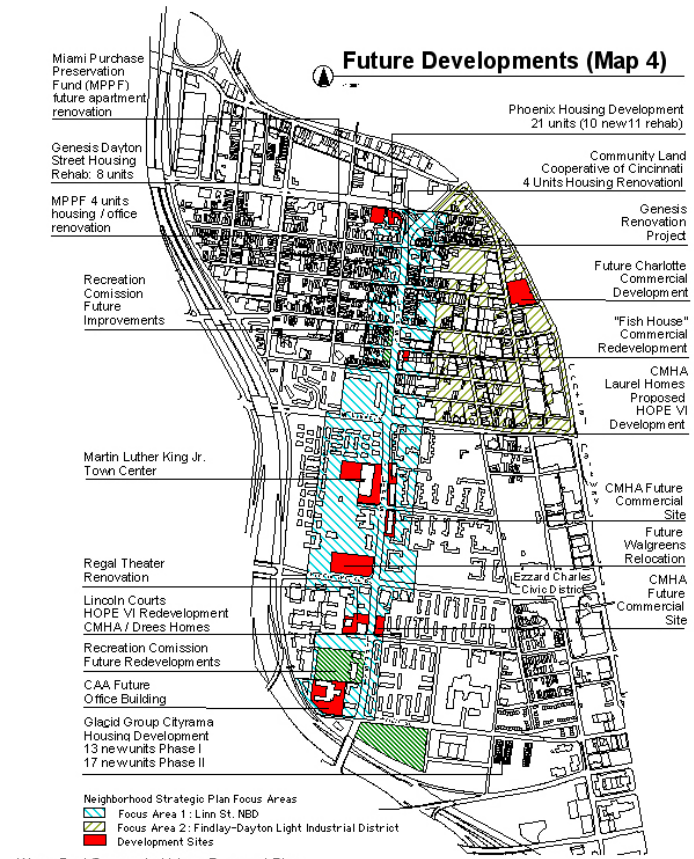 Future Developments (Map 4)
Miami Purchase
Preservation
Fund (MPPF)
future apartment
renovation
Genesis Dayton
Street Housing
Rehab: 8 units
MPPF 4 units
housing / office
renovation
Recreation
Comission
Future
Improvements
Martin Luther King Jr.
Town Center
Regal Theater
Renovation
Lincoln Courts
HOPE VI Redevelopment
CMHA / Drees Homes
Recreation Comission
Future Redevelopments
CAA Future
Office Building
Glacid Group Cityrama
Housing Development
13 new units Phase I
17 new units Phase II
Phoenix Housing Development
21 units (10 new 11 rehab)
Community Land
Cooperative of Cincinnati
4 Units Housing Renovationl
Genesis
Renovation
Project
Future Charlotte
Commercial
Development
"Fish House"
Commercial
Redevelopment
CMHA
Laurel Homes
Proposed
HOPE VI
Development
Central
Parkway
CMHA Future
Commercial
Site
Future
Walgreens
Relocation
Ezzard Charles
Civic District
CMHA
Future
Commercial
Site
Neighborhood Strategic Plan Focus Areas
Focus Area 1: Linn St. NBD
Focus Area 2: Findlay-Dayton Light Industrial District
Development Sites